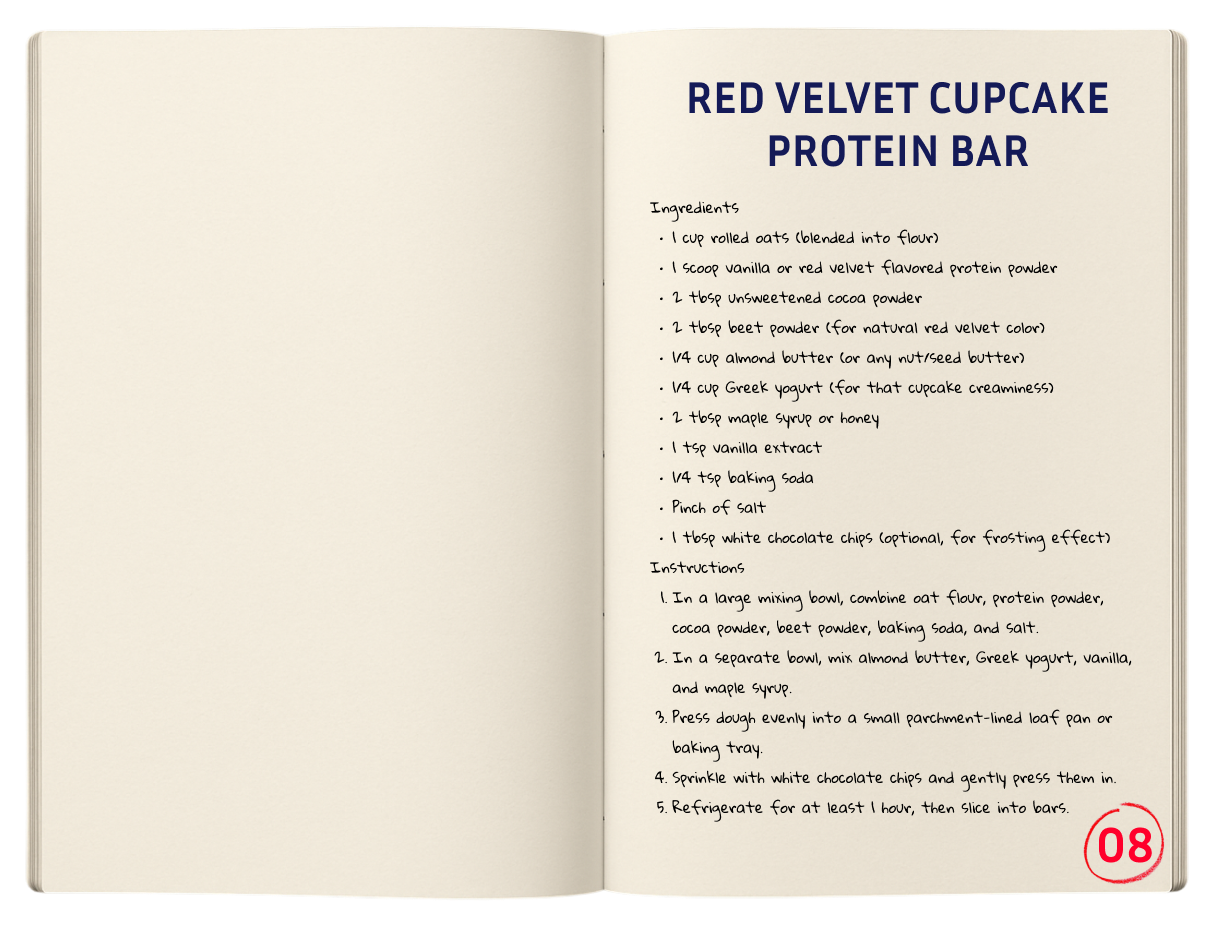 RED VELVET CUPCAKE
PROTEIN BAR
Ingredients
• 1 cup rolled oats (blended into flour)
• 1 scoop vanilla or red velvet flavored protein powder
• 2 tbsp unsweetened cocoa powder
• 2 tbsp beet powder (for natural red velvet color)
• 1/4 cup almond butter (or any nut/seed butter)
• 1/4 cup Greek yogurt (for that cupcake creaminess)
• 2 tbsp maple syrup or honey
• 1 tsp vanilla extract
• 1/4 tsp baking soda
• Pinch of salt
• 1 tbsp white chocolate chips (optional, for frosting effect)
Instructions
1. In a large mixing bowl, combine oat flour, protein powder,
cocoa powder, beet powder, baking soda, and salt.
2. In a separate bowl, mix almond butter, Greek yogurt, vanilla,
and maple syrup.
3. Press dough evenly into a small parchment-lined loaf pan or
baking tray.
4. Sprinkle with white chocolate chips and gently press them in.
5. Refrigerate for at least 1 hour, then slice into bars.
08